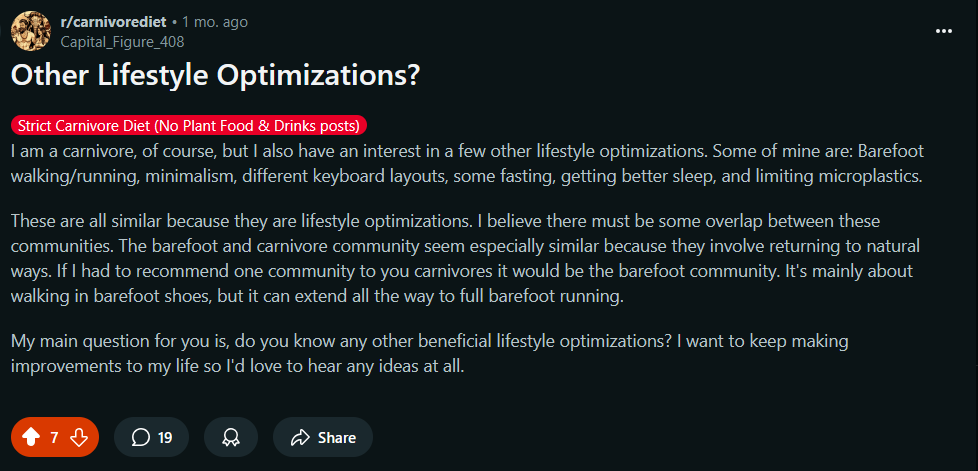 r/carnivorediet • 1 mo. ago
Capital_Figure_408
Other Lifestyle Optimizations?
Strict Carnivore Diet (No Plant Food & Drinks posts)
I am a carnivore, of course, but I also have an interest in a few other lifestyle optimizations. Some of mine are: Barefoot
walking/running, minimalism, different keyboard layouts, some fasting, getting better sleep, and limiting microplastics.
These are all similar because they are lifestyle optimizations. I believe there must be some overlap between these
communities. The barefoot and carnivore community seem especially similar because they involve returning to natural
ways. If I had to recommend one community to you carnivores it would be the barefoot community. It's mainly about
walking in barefoot shoes, but it can extend all the way to full barefoot running.
My main question for you is, do you know any other beneficial lifestyle optimizations? I want to keep making
improvements to my life so I'd love to hear any ideas at all.
7 19 Share